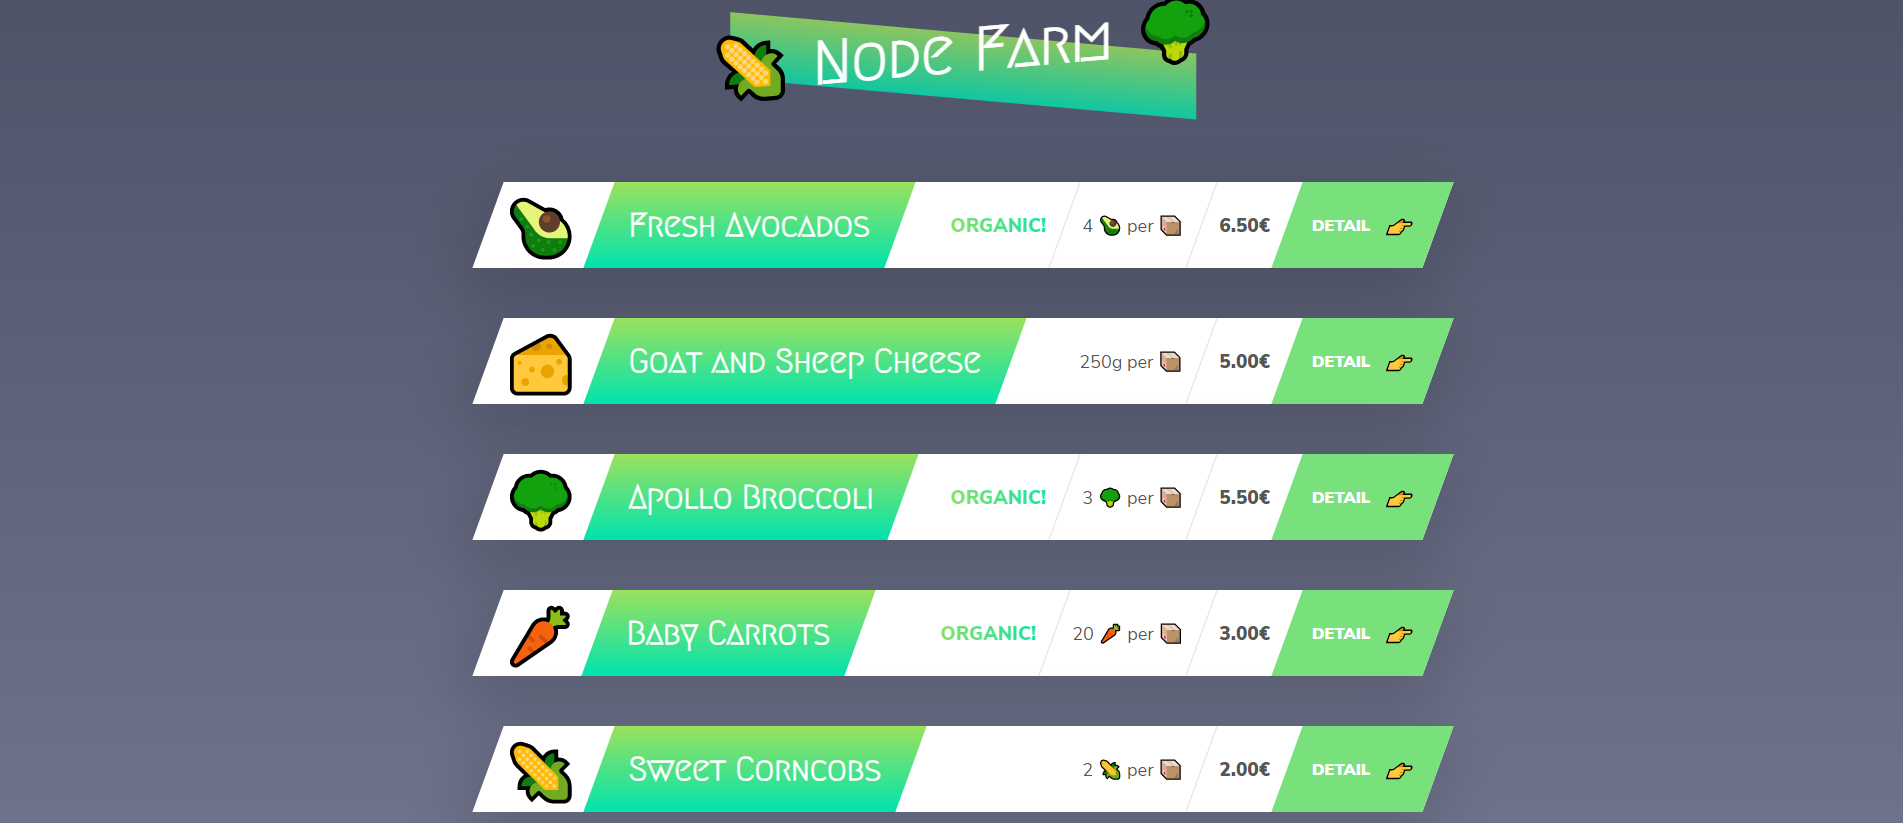 Node Farm
Fresh Avocados ORGANIC! 4 🥑 per 📦 6.50€ DETAIL 👉
Goat and Sheep Cheese 250g per 📦 5.00€ DETAIL 👉
Apollo Broccoli ORGANIC! 3 🥦 per 📦 5.50€ DETAIL 👉
Baby Carrots ORGANIC! 20 🥕 per 📦 3.00€ DETAIL 👉
Sweet Corncobs 2 🌽 per 📦 2.00€ DETAIL 👉